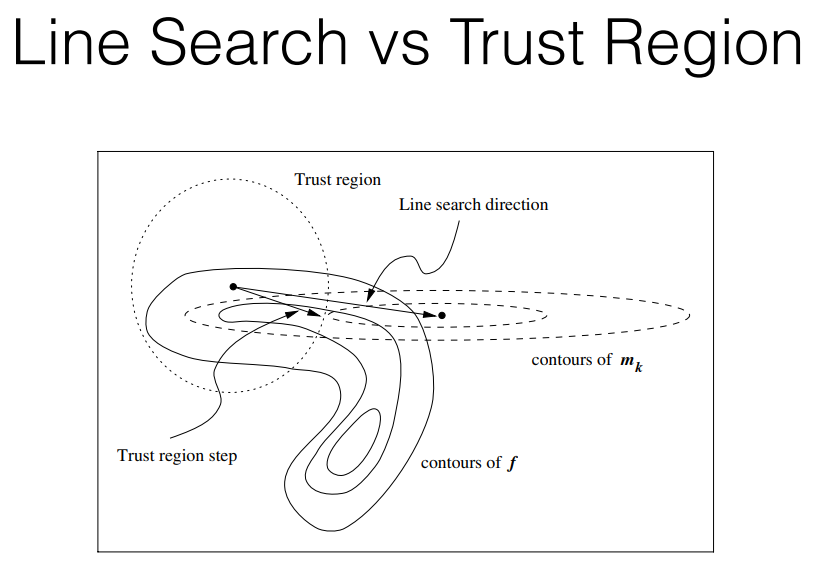 Line Search vs Trust Region
Trust region
Line search direction
contours of m_k
Trust region step
contours of f